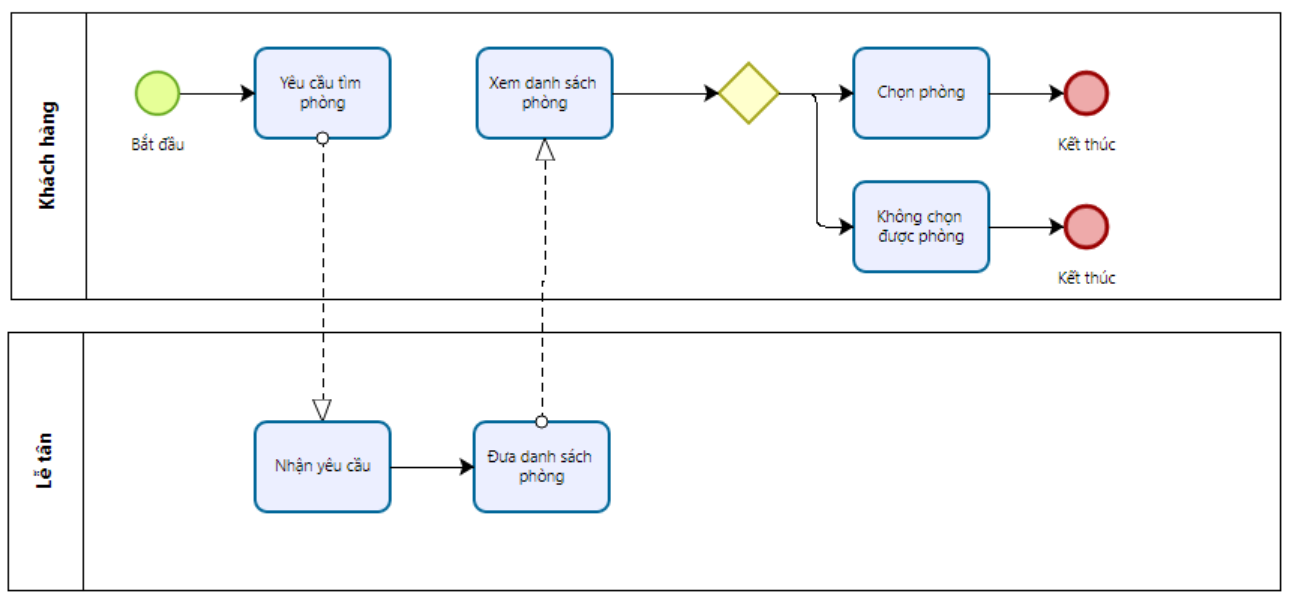 Khách hàng
Bắt đầu
Yêu cầu tìm
phòng
Xem danh sách
phòng
Chọn phòng
Kết thúc
Không chọn
được phòng
Kết thúc
Lễ tân
Nhận yêu cầu
Đưa danh sách
phòng